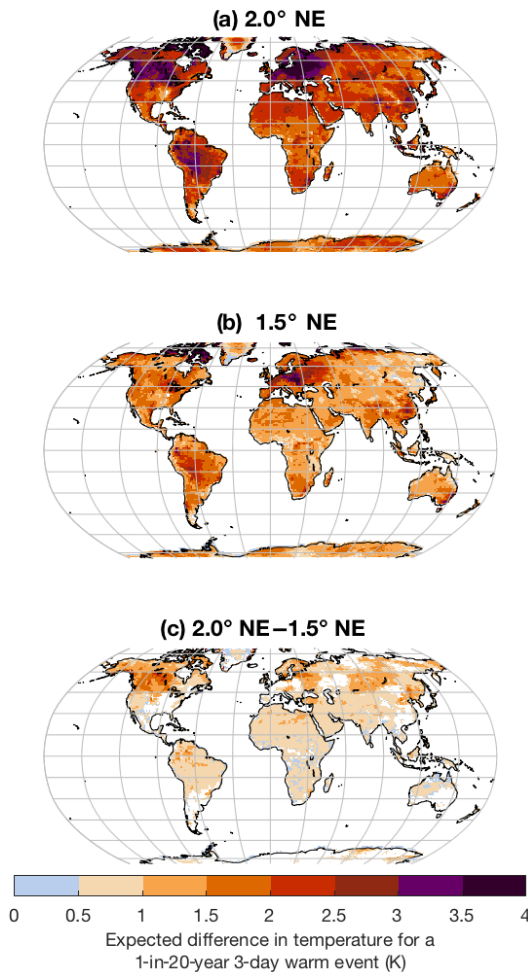 (a) 2.0° NE
(b) 1.5° NE
(c) 2.0° NE−1.5° NE
0 0.5 1 1.5 2 2.5 3 3.5 4
Expected difference in temperature for a
1-in-20-year 3-day warm event (K)